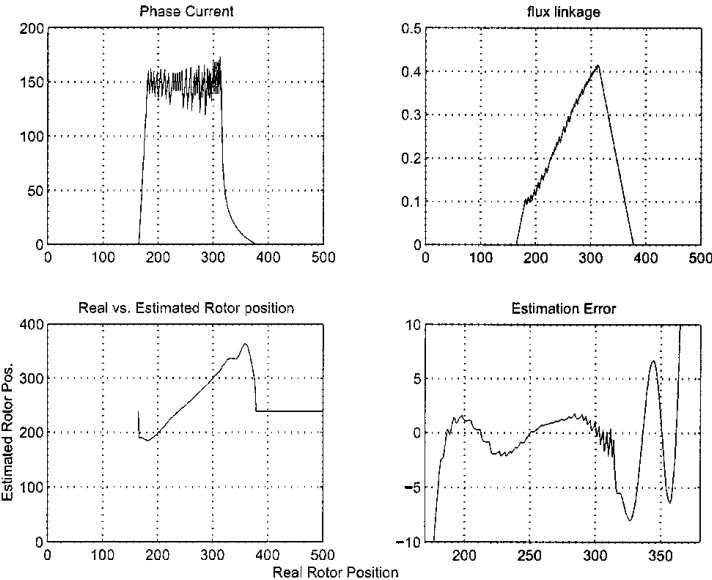 Phase Current
200
150
100
50
0
0 100 200 300 400 500
flux linkage
0.5
0.4
0.3
0.2
0.1
0
0 100 200 300 400 500
Real vs. Estimated Rotor position
Estimated Rotor Pos.
400
300
200
100
0
0 100 200 300 400 500
Estimation Error
10
5
0
−5
−10
200 250 300 350
Real Rotor Position